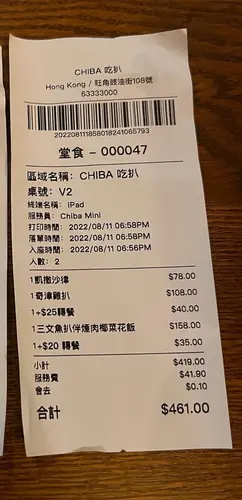 CHIBA 吃扒
Hong Kong / 旺角豉油街108號
63333000
202208111858018241065793
堂食 - 000047
區域名稱: CHIBA 吃扒
桌號: V2
終端名稱: iPad
服務員: Chiba Mini
打印時間: 2022/08/11 06:58PM
落單時間: 2022/08/11 06:58PM
入座時間: 2022/08/11 06:56PM
人數: 2
1凱撒沙律 $78.00
1奇津雞扒 $108.00
1+$25轉餐 $40.00
1三文魚扒伴燻肉椰菜花飯 $158.00
1+$20 轉餐 $35.00
小計 $419.00
服務費 $41.90
會去 $0.10
合計 $461.00